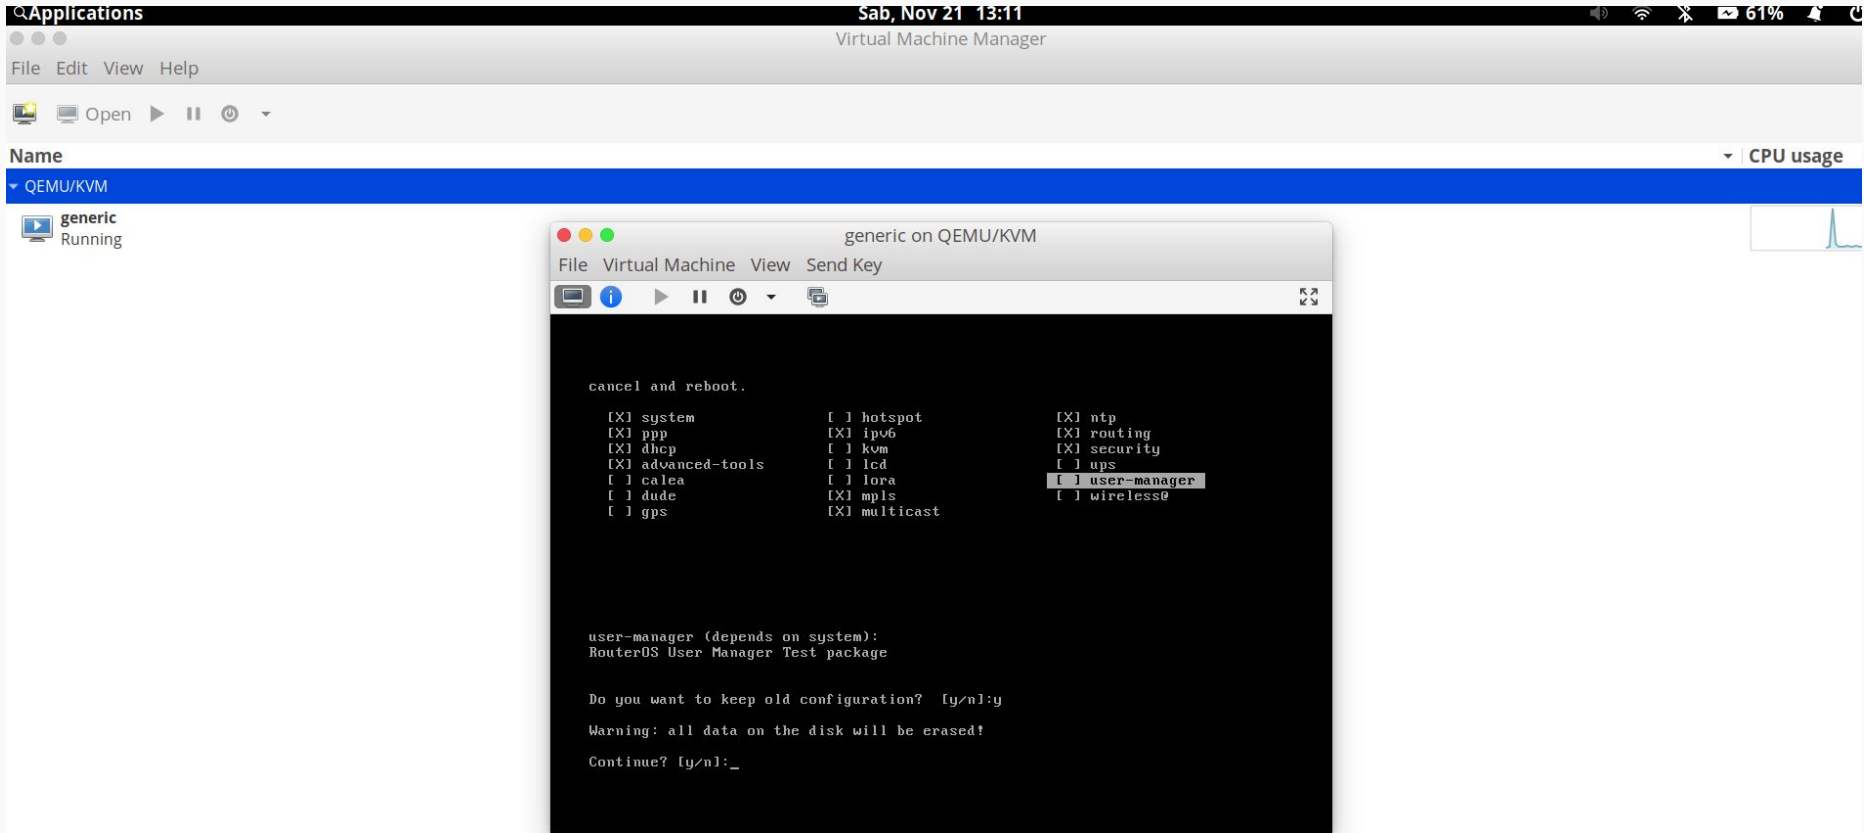 Applications
Sab, Nov 21 13:11
61%
Virtual Machine Manager
File Edit View Help
Open
Name
CPU usage
QEMU/KVM
generic
Running
generic on QEMU/KVM
File Virtual Machine View Send Key
cancel and reboot.
[X] system [ ] hotspot [X] ntp
[X] ppp [X] ipv6 [X] routing
[X] dhcp [ ] kvm [X] security
[X] advanced-tools [ ] lcd [ ] ups
[ ] calea [ ] lora [ ] user-manager
[ ] dude [X] mpls [ ] wireless@
[ ] gps [X] multicast
user-manager (depends on system):
RouterOS User Manager Test package
Do you want to keep old configuration? [y/n]:y
Warning: all data on the disk will be erased!
Continue? [y/n]:_